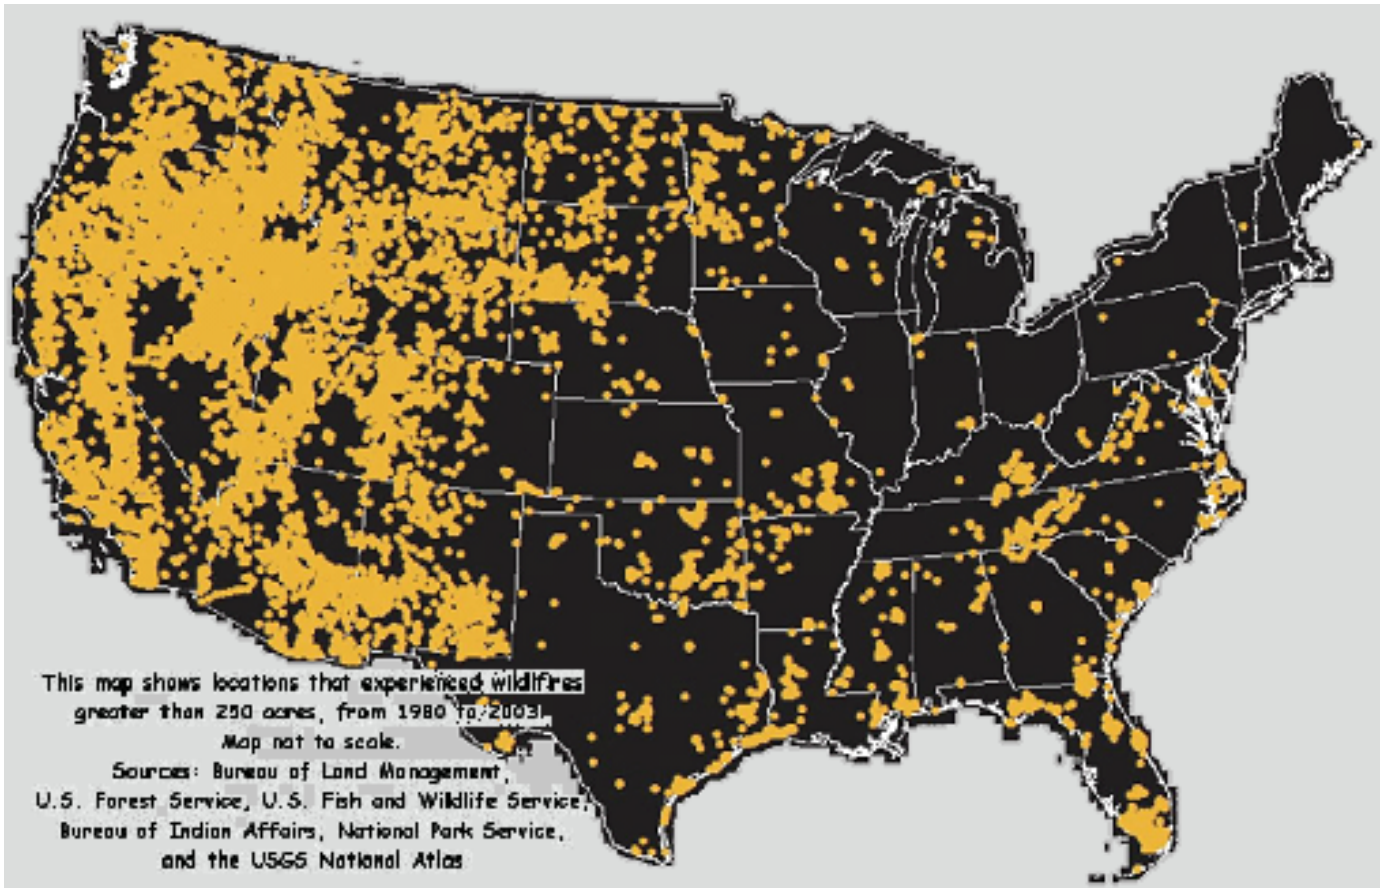 This map shows locations that experienced wildfires
greater than 250 acres, from 1980 to 2003.
Map not to scale.
Sources: Bureau of Land Management,
U.S. Forest Service, U.S. Fish and Wildlife Service,
Bureau of Indian Affairs, National Park Service,
and the USGS National Atlas